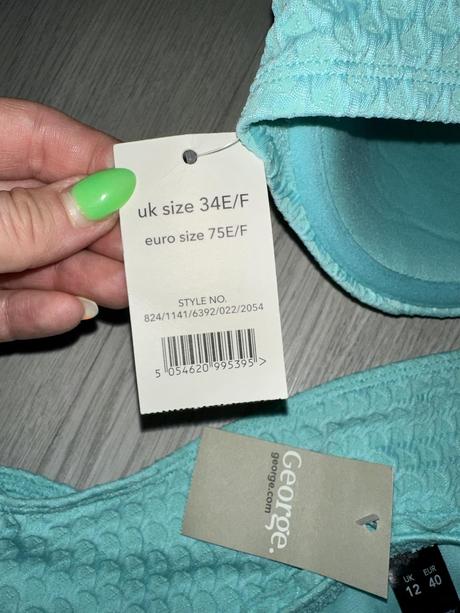 uk size 34E/F
euro size 75E/F
STYLE NO.
824/1141/6392/022/2054
5 054620 995395 >
George.
george.com
UK EUR
12 40